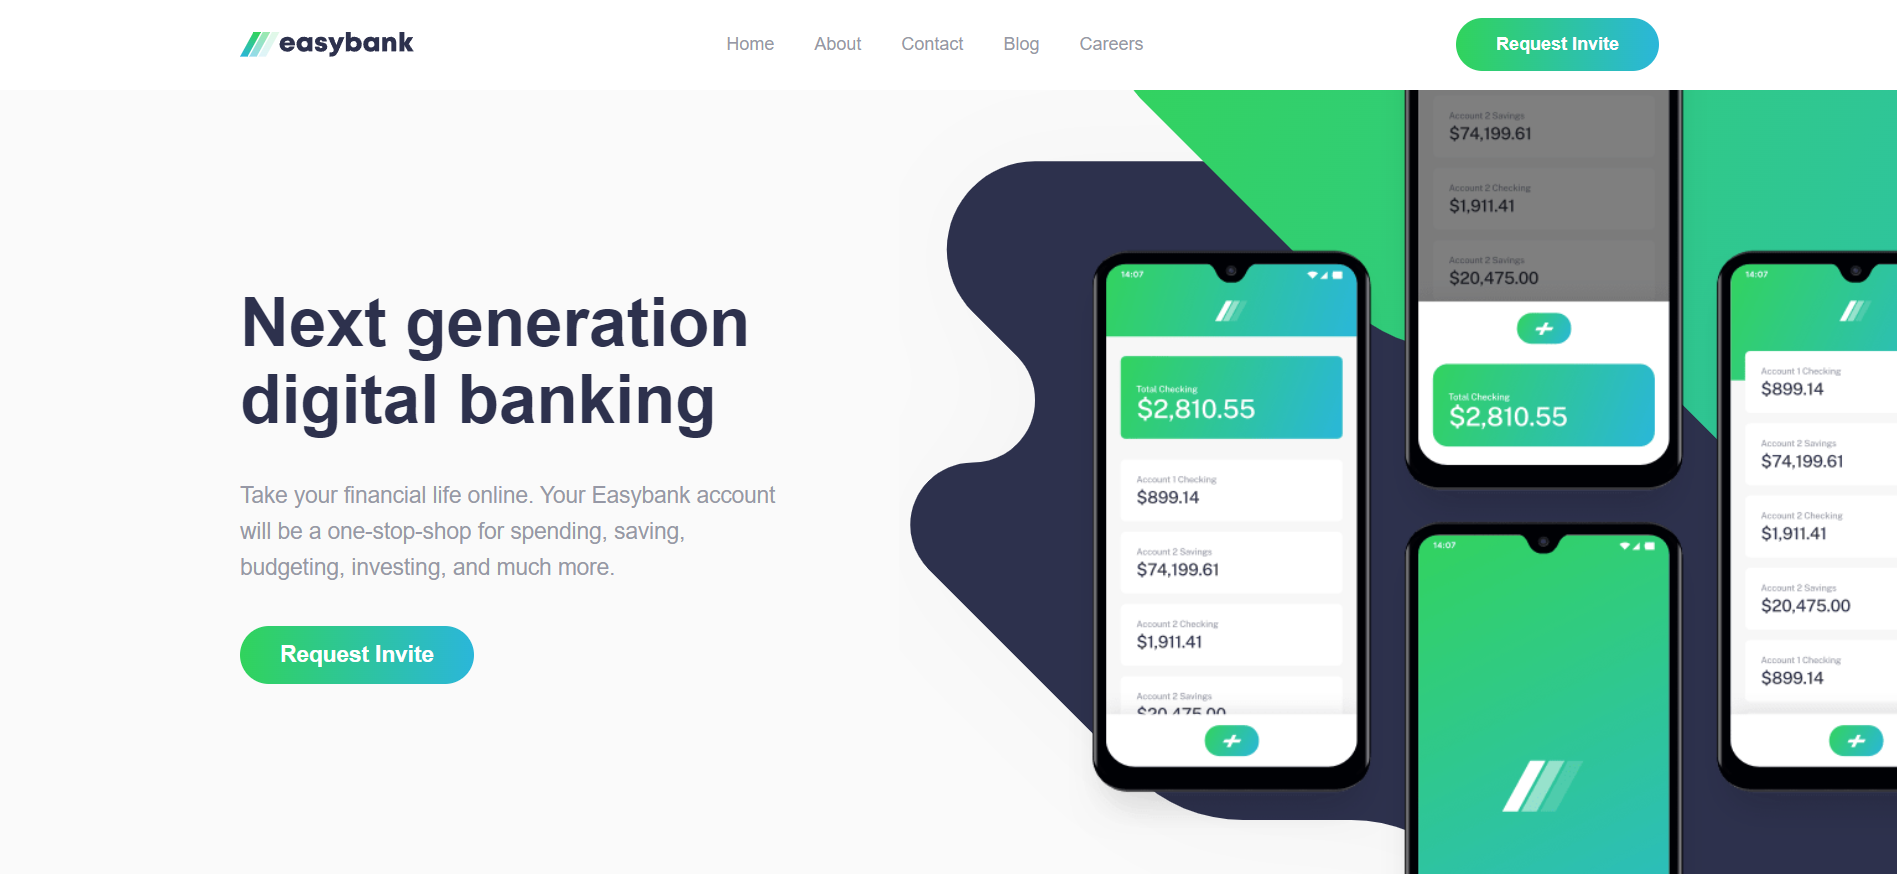 easybank
Home
About
Contact
Blog
Careers
Request Invite
Next generation
digital banking
Take your financial life online. Your Easybank account
will be a one-stop-shop for spending, saving,
budgeting, investing, and much more.
Request Invite
14:07
Total Checking
$2,810.55
Account 1 Checking
$899.14
Account 2 Savings
$74,199.61
Account 2 Checking
$1,911.41
Account 2 Savings
$20,475.00
Account 2 Savings
$74,199.61
Account 2 Checking
$1,911.41
Account 2 Savings
$20,475.00
Total Checking
$2,810.55
14:07
14:07
Account 1 Checking
$899.14
Account 2 Savings
$74,199.61
Account 2 Checking
$1,911.41
Account 2 Savings
$20,475.00
Account 1 Checking
$899.14